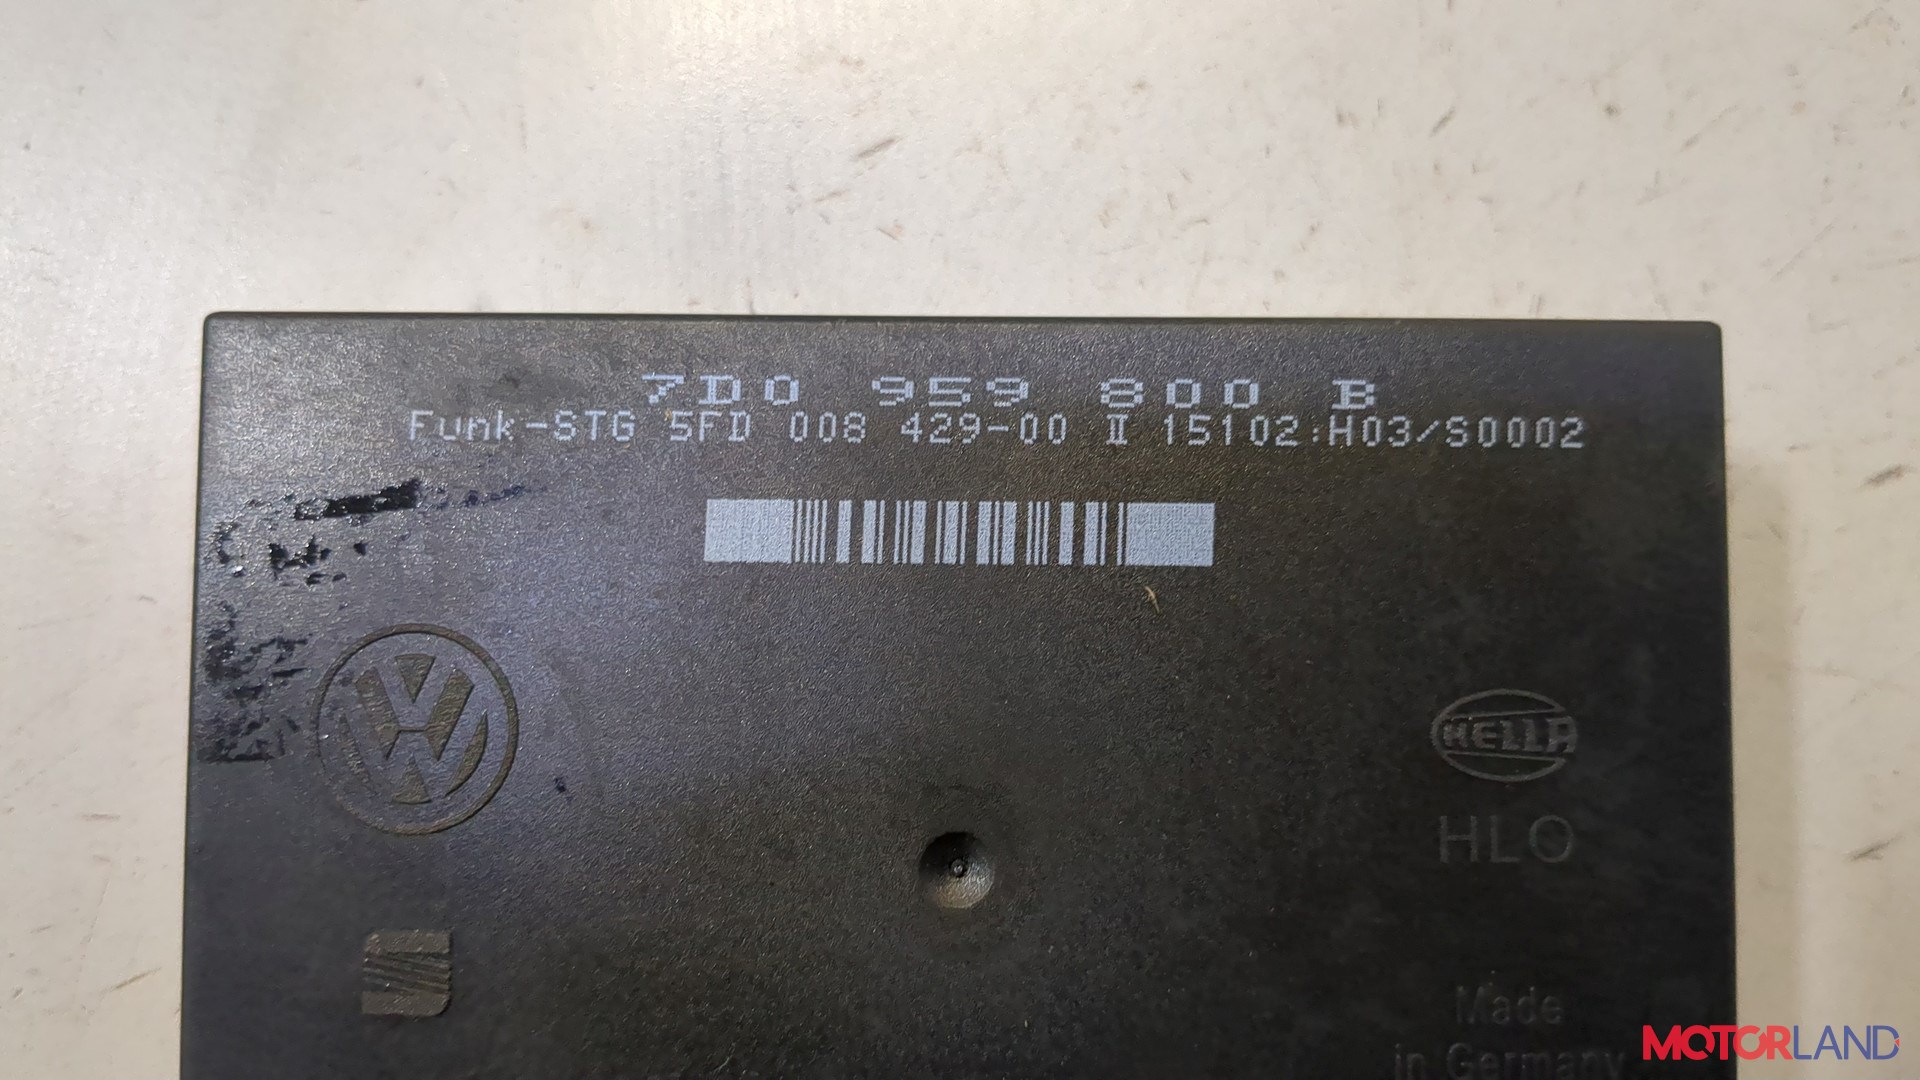 7D0 959 800 B
Funk-STG 5FD 008 429-00 II 15102:H03/S0002
HELLA
HLO
Made
in Germany
MOTORLAND